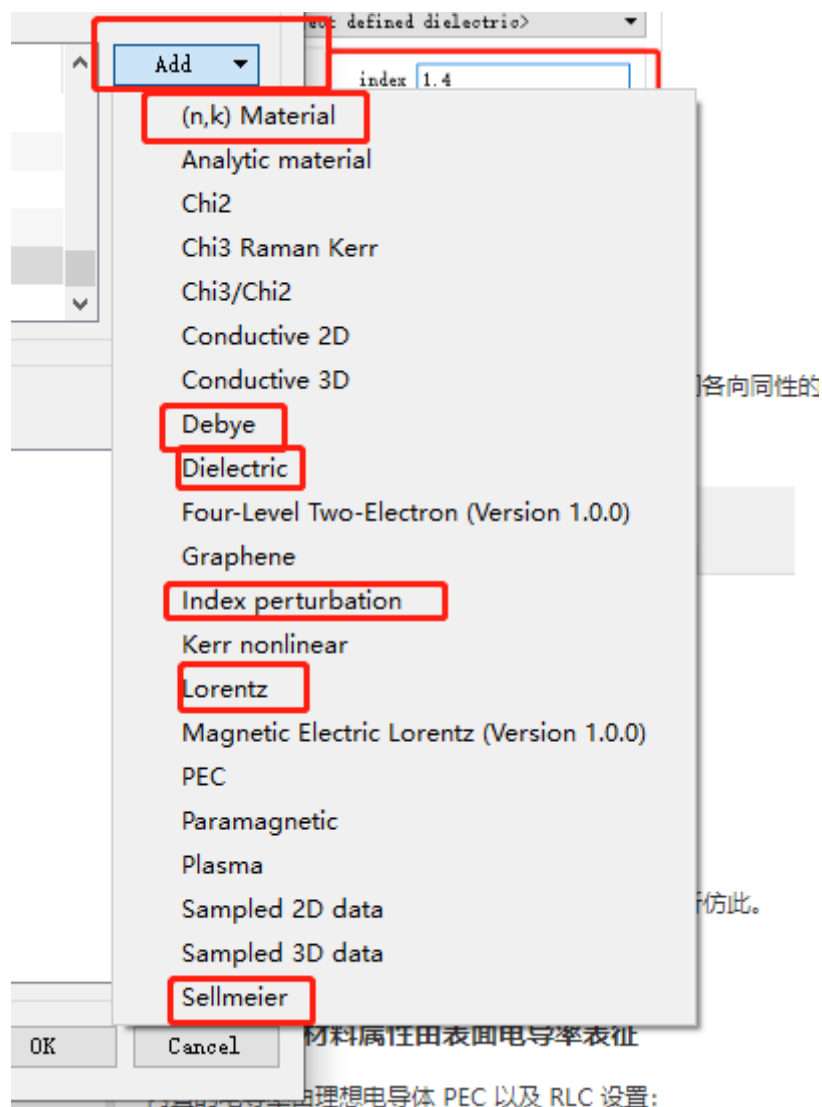 defined dielectric>
Add
index 1.4
(n,k) Material
Analytic material
Chi2
Chi3 Raman Kerr
Chi3/Chi2
Conductive 2D
Conductive 3D
各向同性的
Debye
Dielectric
Four-Level Two-Electron (Version 1.0.0)
Graphene
Index perturbation
Kerr nonlinear
Lorentz
Magnetic Electric Lorentz (Version 1.0.0)
PEC
Paramagnetic
Plasma
Sampled 2D data
仿此。
Sampled 3D data
Sellmeier
OK
Cancel
材料属性由表面电导率表征
由理想电导体 PEC 以及 RLC 设置：